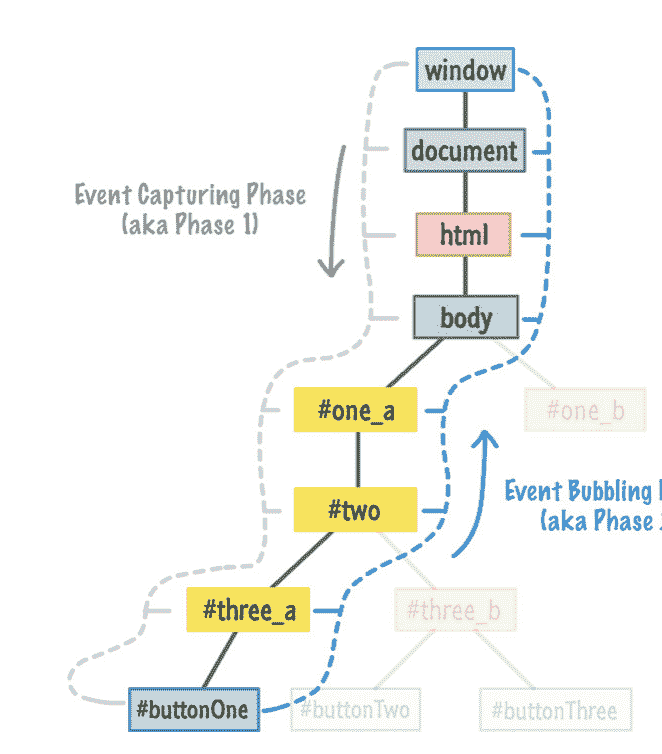 window
document
Event Capturing Phase
(aka Phase 1)
html
body
#one_a
#one_b
#two
Event Bubbling
(aka Phase
#three_a
#three_b
#buttonOne
#buttonTwo
#buttonThree